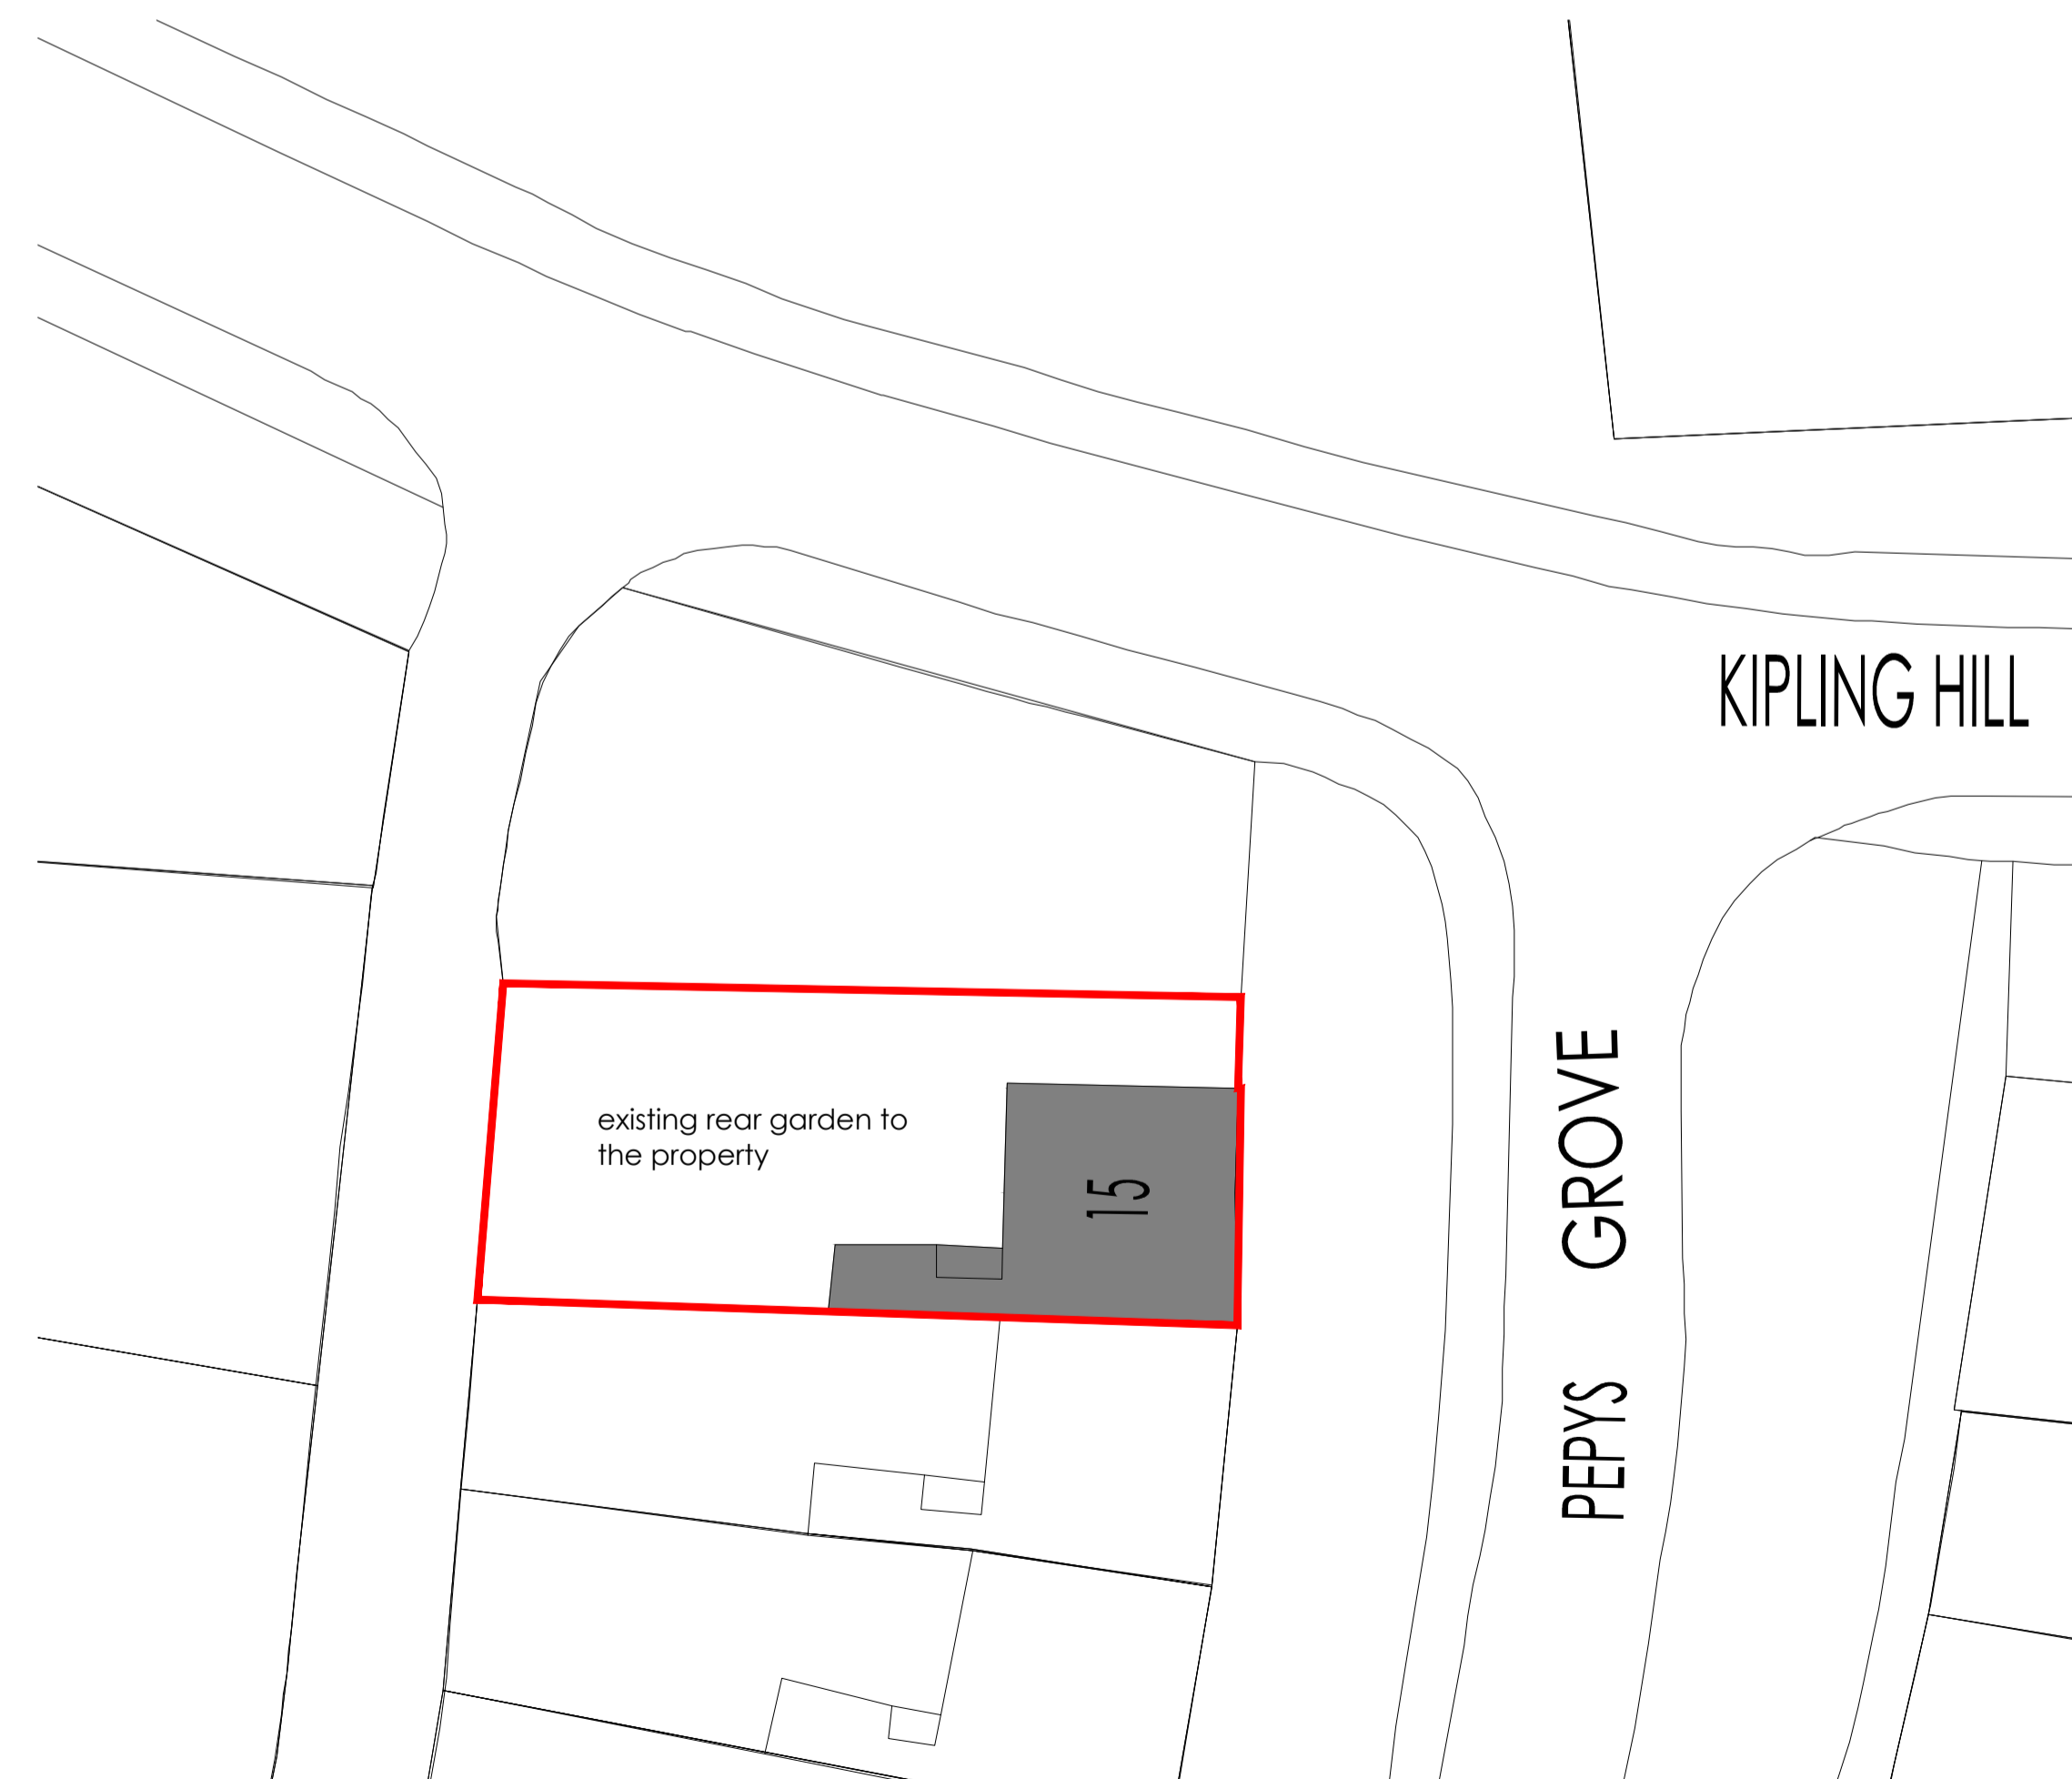 KIPLING HILL
existing rear garden to
the property
15
PEPYS GROVE